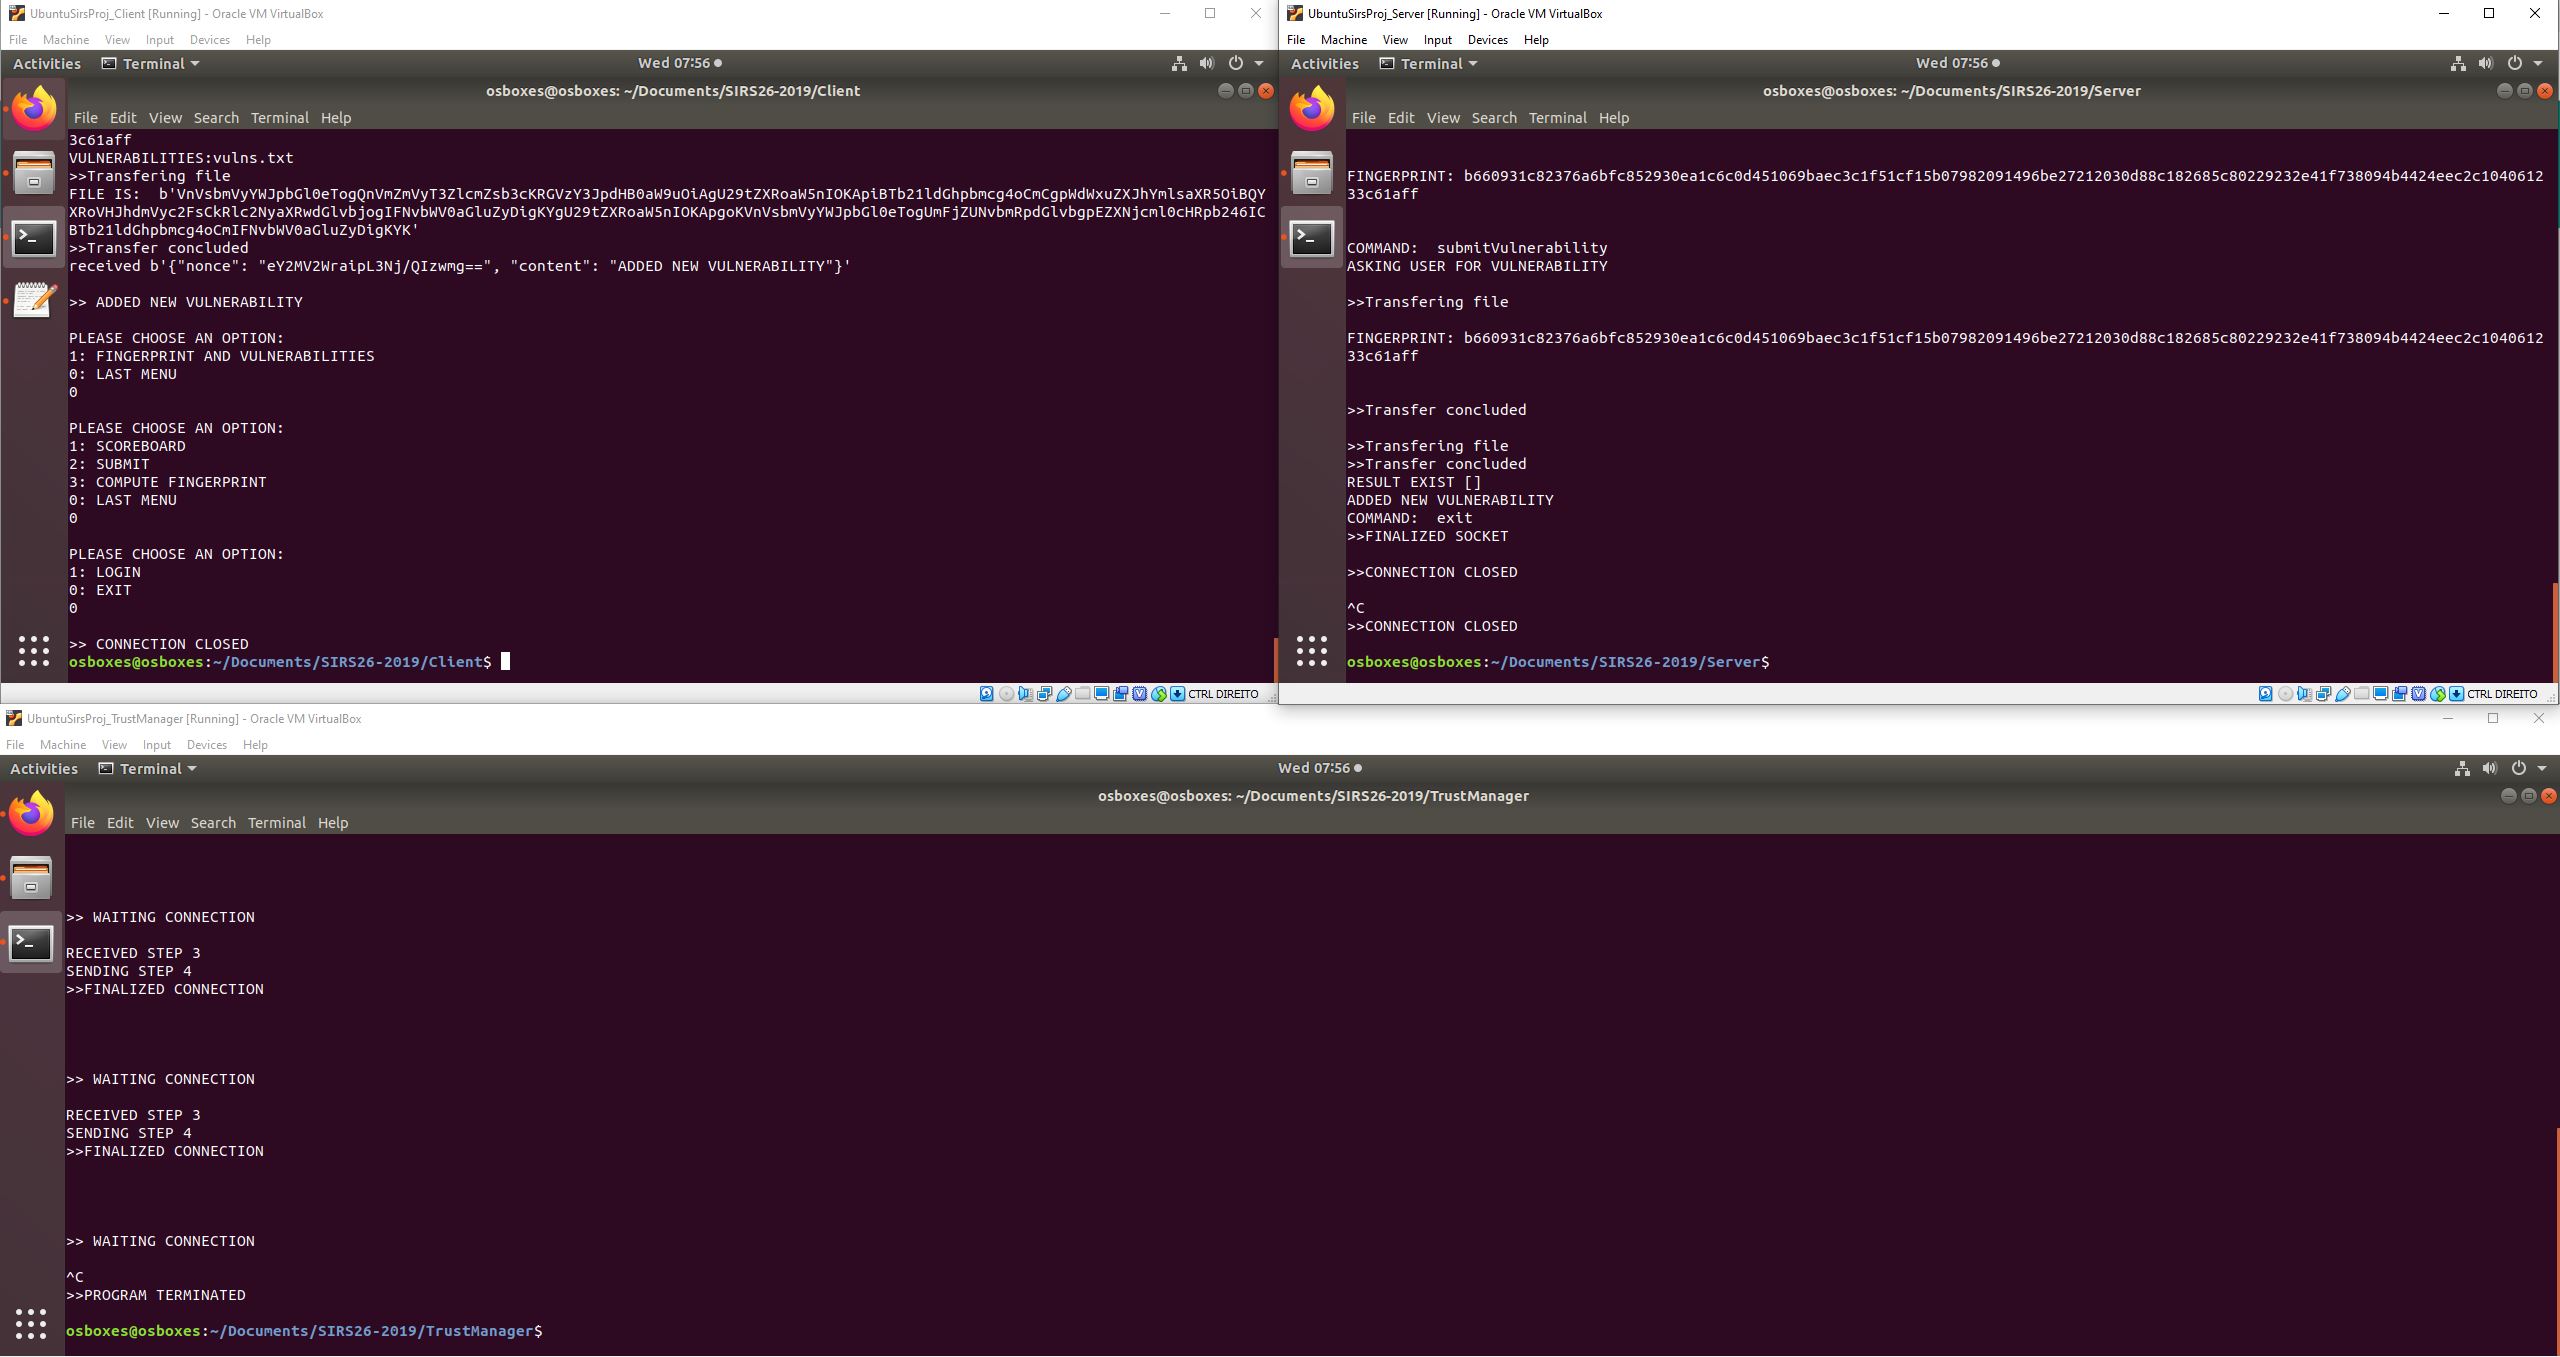 UbuntuSirsProj_Client [Running] - Oracle VM VirtualBox
File Machine View Input Devices Help
Activities Terminal Wed 07:56
osboxes@osboxes: ~/Documents/SIRS26-2019/Client
File Edit View Search Terminal Help
3c61aff
VULNERABILITIES:vulns.txt
>>Transfering file
FILE IS:  b'VnVsbmVyYWJpbGl0eTogQnVmZmVyT3ZlcmZsb3cKRGVzY3JpdHB0aW9uOiAgU29tZXRoaW5nIOKApiBTb21ldGhpbmcg4oCmCgpWdWxuZXJhYmlsaXR5OiBQY
XRoVHJhdmVyc2FsCkRlc2NyaXRwdGlvbjogIFNvbWV0aGluZyDigKYgU29tZXRoaW5nIOKApgoKVnVsbmVyYWJpbGl0eTogUmFjZUNvbmRpdGlvbgpEZXNjcml0cHRpb246IC
BTb21ldGhpbmcg4oCmIFNvbWV0aGluZyDigKYK'
>>Transfer concluded
received b'{"nonce": "eY2MV2WraipL3Nj/QIzwmg==", "content": "ADDED NEW VULNERABILITY"}'
>> ADDED NEW VULNERABILITY
PLEASE CHOOSE AN OPTION:
1: FINGERPRINT AND VULNERABILITIES
0: LAST MENU
0
PLEASE CHOOSE AN OPTION:
1: SCOREBOARD
2: SUBMIT
3: COMPUTE FINGERPRINT
0: LAST MENU
0
PLEASE CHOOSE AN OPTION:
1: LOGIN
0: EXIT
0
>> CONNECTION CLOSED
osboxes@osboxes:~/Documents/SIRS26-2019/Client$
CTRL DIREITO
UbuntuSirsProj_Server [Running] - Oracle VM VirtualBox
File Machine View Input Devices Help
Activities Terminal Wed 07:56
osboxes@osboxes: ~/Documents/SIRS26-2019/Server
File Edit View Search Terminal Help
FINGERPRINT: b660931c82376a6bfc852930ea1c6c0d451069baec3c1f51cf15b07982091496be27212030d88c182685c80229232e41f738094b4424eec2c1040612
33c61aff
COMMAND:  submitVulnerability
ASKING USER FOR VULNERABILITY
>>Transfering file
FINGERPRINT: b660931c82376a6bfc852930ea1c6c0d451069baec3c1f51cf15b07982091496be27212030d88c182685c80229232e41f738094b4424eec2c1040612
33c61aff
>>Transfer concluded
>>Transfering file
>>Transfer concluded
RESULT EXIST []
ADDED NEW VULNERABILITY
COMMAND:  exit
>>FINALIZED SOCKET
>>CONNECTION CLOSED
^C
>>CONNECTION CLOSED
osboxes@osboxes:~/Documents/SIRS26-2019/Server$
CTRL DIREITO
UbuntuSirsProj_TrustManager [Running] - Oracle VM VirtualBox
File Machine View Input Devices Help
Activities Terminal Wed 07:56
osboxes@osboxes: ~/Documents/SIRS26-2019/TrustManager
File Edit View Search Terminal Help
>> WAITING CONNECTION
RECEIVED STEP 3
SENDING STEP 4
>>FINALIZED CONNECTION
>> WAITING CONNECTION
RECEIVED STEP 3
SENDING STEP 4
>>FINALIZED CONNECTION
>> WAITING CONNECTION
^C
>>PROGRAM TERMINATED
osboxes@osboxes:~/Documents/SIRS26-2019/TrustManager$